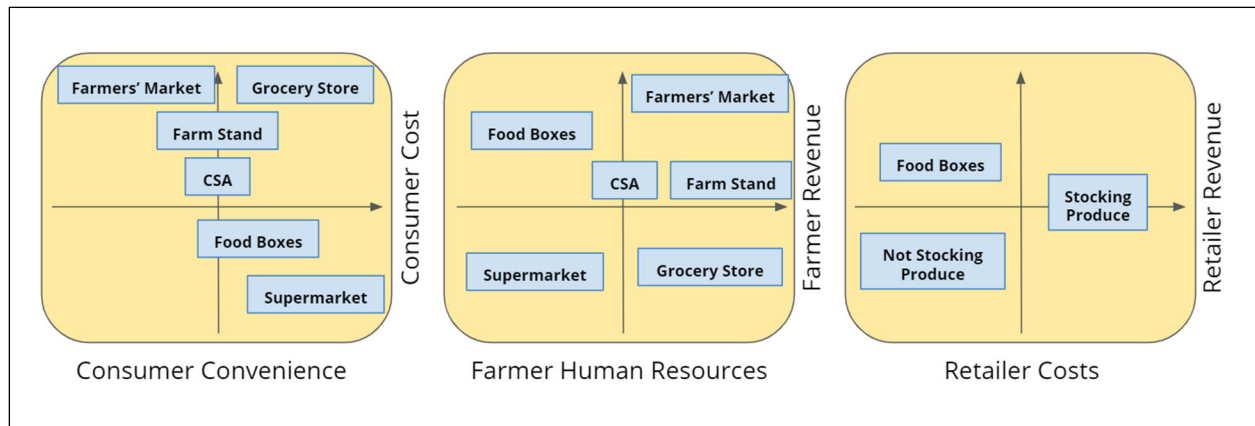 Farmers’ Market
Grocery Store
Farm Stand
CSA
Food Boxes
Supermarket
Consumer Cost
Consumer Convenience
Farmers’ Market
Food Boxes
CSA
Farm Stand
Supermarket
Grocery Store
Farmer Revenue
Farmer Human Resources
Food Boxes
Stocking
Produce
Not Stocking
Produce
Retailer Revenue
Retailer Costs